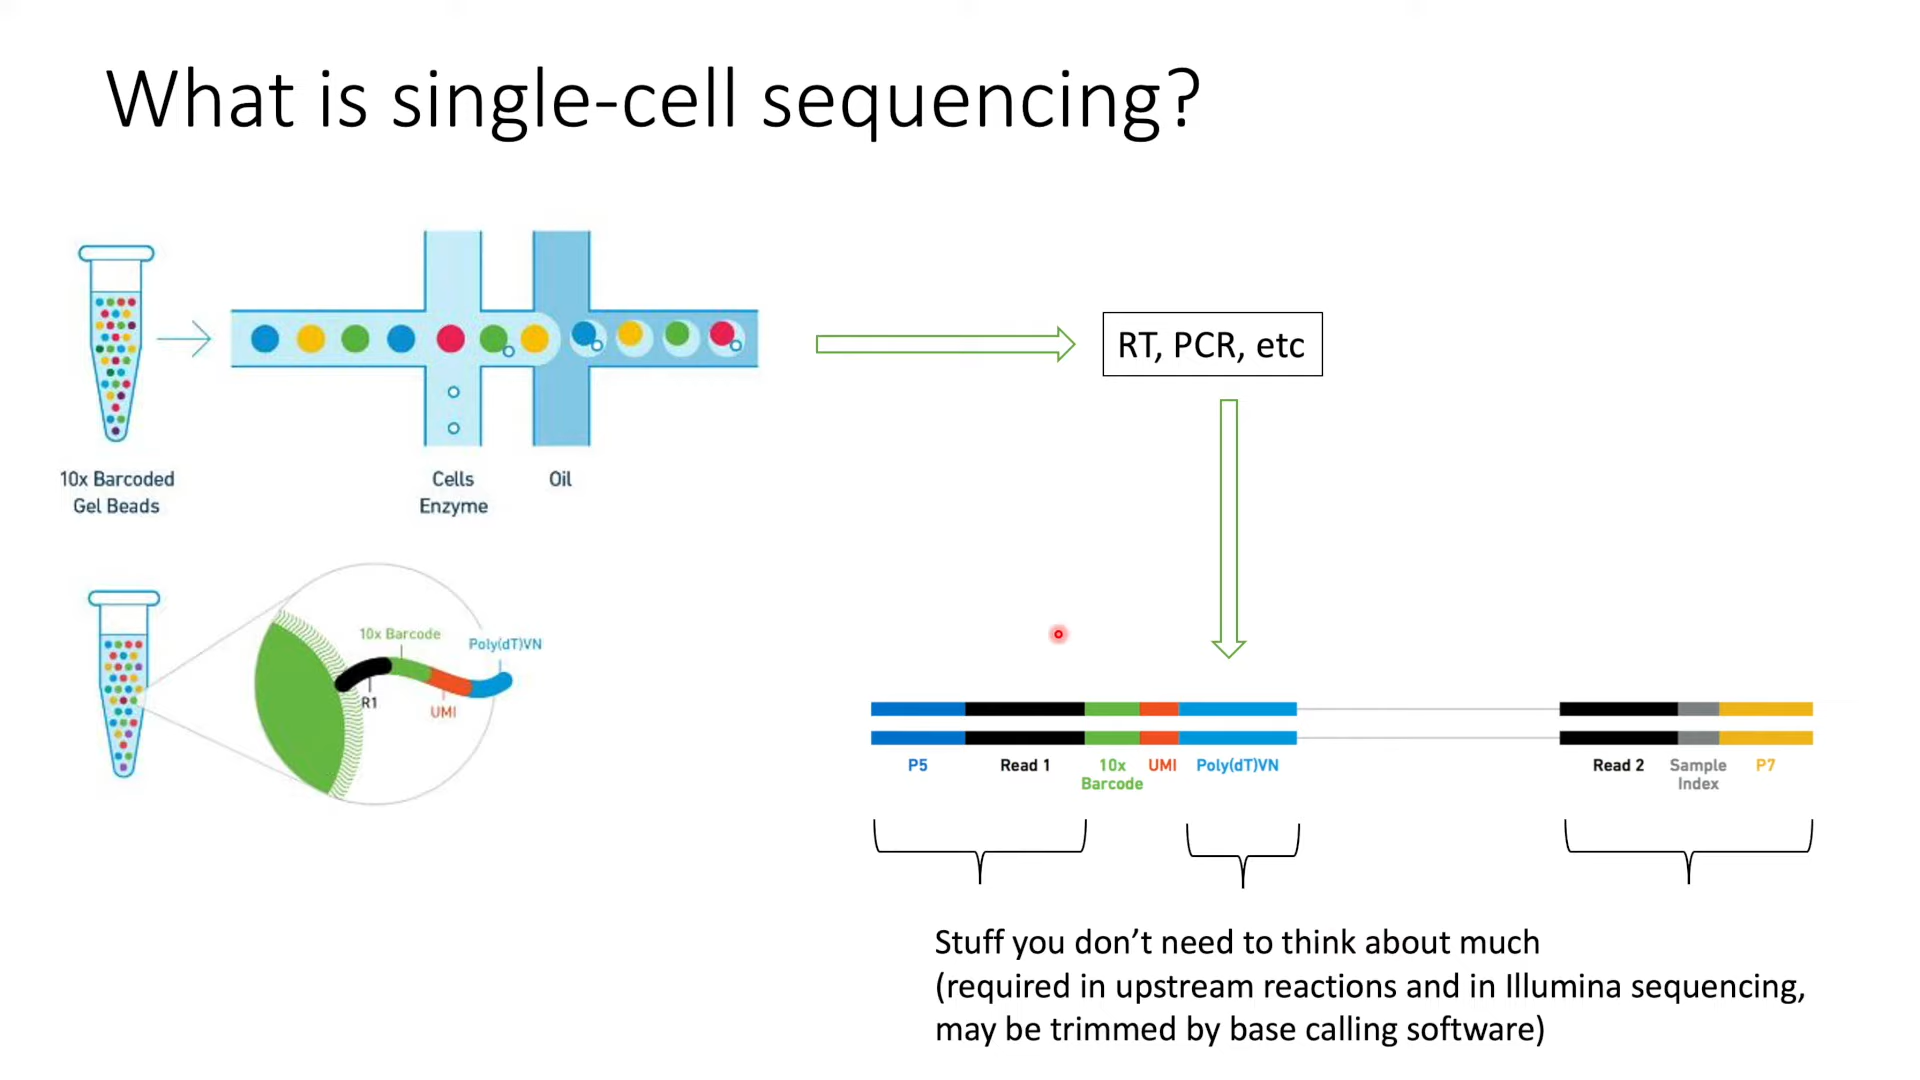 What is single-cell sequencing?
10x Barcoded
Gel Beads
Cells
Enzyme
Oil
RT, PCR, etc
10x Barcode
Poly(dT)VN
R1
UMI
P5
Read 1
10x
Barcode
UMI
Poly(dT)VN
Read 2
Sample
Index
P7
Stuff you don’t need to think about much
(required in upstream reactions and in Illumina sequencing,
may be trimmed by base calling software)